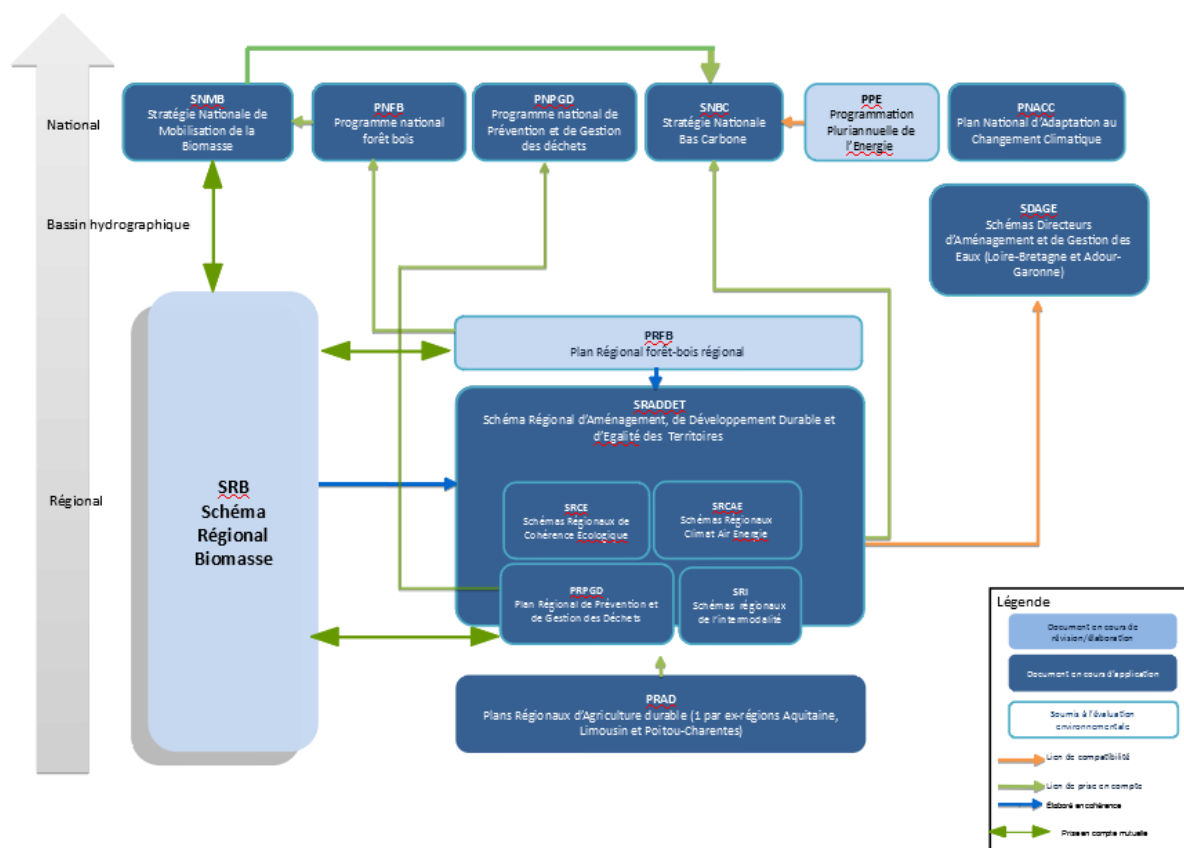 SNMB
Stratégie Nationale de
Mobilisation de la
Biomasse
PNFB
Programme national
forêt bois
PNPGD
Programme national de
Prévention et de Gestion
des déchets
SNBC
Stratégie Nationale
Bas Carbone
PPE
Programmation
Pluriannuelle de
l'Energie
PNACC
Plan National d'Adaptation au
Changement Climatique
National
Bassin hydrographique
SDAGE
Schémas Directeurs
d'Aménagement et de Gestion des
Eaux (Loire-Bretagne et Adour-
Garonne)
PRFB
Plan Régional forêt-bois régional
SRADDET
Schéma Régional d'Aménagement, de Développement Durable et
d'Egalité des Territoires
Régional
SRB
Schéma
Régional
Biomasse
SRCE
Schémas Régionaux de
Cohérence Ecologique
SRCAE
Schémas Régionaux
Climat Air Energie
PRPGD
Plan Régional de Prévention et
de Gestion des Déchets
SRI
Schémas régionaux
de l'intermodalité
PRAD
Plans Régionaux d'Agriculture durable (1 par ex-régions Aquitaine,
Limousin et Poitou-Charentes)
Légende
Document en cours de
révision/élaboration
Document en cours d'application
Soumis à l'évaluation
environnementale
Lien de compatibilité
Lien de prise en compte
Élaboré en cohérence
Prise en compte mutuelle